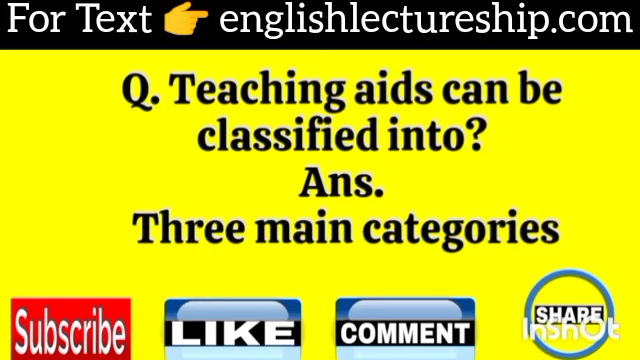 For Text 👉 englishlectureship.com
Q. Teaching aids can be
classified into?
Ans.
Three main categories
Subscribe
LIKE
COMMENT
SHARE
InShOt